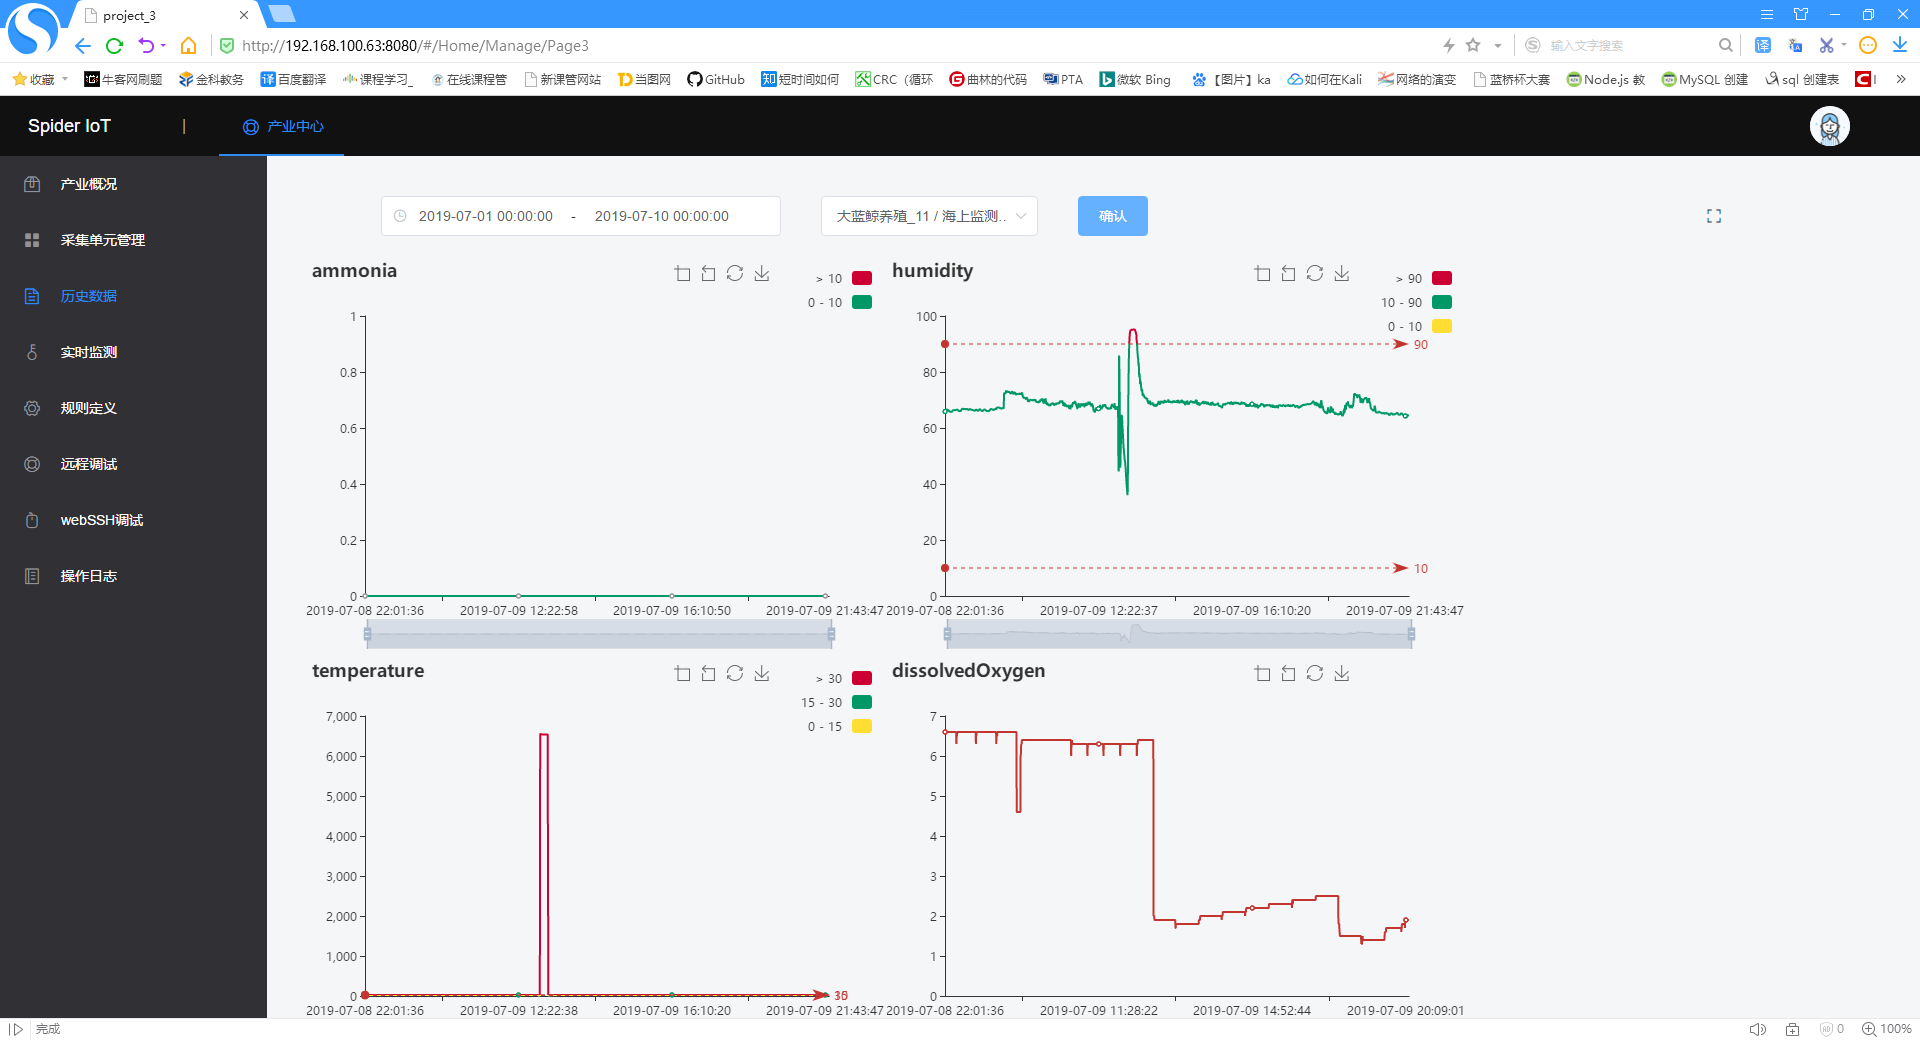 project_3
http://192.168.100.63:8080/#/Home/Manage/Page3
输入文字搜索
收藏 牛客网刷题 金科教务 百度翻译 课程学习_ 在线课程管 新课管网站 当图网 GitHub 短时间如何 CRC（循环 曲林的代码 PTA 微软 Bing 【图片】ka 如何在Kali 网络的演变 蓝桥杯大赛 Node.js 教 MySQL 创建 sql 创建表
Spider IoT | 产业中心
产业概况
采集单元管理
历史数据
实时监测
规则定义
远程调试
webSSH调试
操作日志
2019-07-01 00:00:00 - 2019-07-10 00:00:00
大蓝鲸养殖_11 / 海上监测..
确认
ammonia
> 10
0 - 10
1
0.8
0.6
0.4
0.2
0
2019-07-08 22:01:36 2019-07-09 12:22:58 2019-07-09 16:10:50 2019-07-09 21:43:47
humidity
> 90
10 - 90
0 - 10
100
80
60
40
20
0
90
10
2019-07-08 22:01:36 2019-07-09 12:22:37 2019-07-09 16:10:20 2019-07-09 21:43:47
temperature
> 30
15 - 30
0 - 15
7,000
6,000
5,000
4,000
3,000
2,000
1,000
0
2019-07-08 22:01:36 2019-07-09 12:22:38 2019-07-09 16:10:20 2019-07-09 21:43:47
dissolvedOxygen
7
6
5
4
3
2
1
0
2019-07-08 22:01:36 2019-07-09 11:28:22 2019-07-09 14:52:44 2019-07-09 20:09:01
完成
0
100%